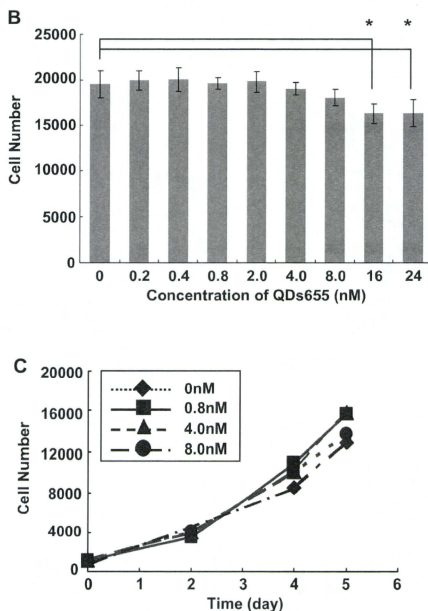 B
* *
25000
20000
15000
10000
5000
0
Cell Number
0 0.2 0.4 0.8 2.0 4.0 8.0 16 24
Concentration of QDs655 (nM)
C
20000
16000
12000
8000
4000
0
Cell Number
0nM
0.8nM
4.0nM
8.0nM
0 1 2 3 4 5 6
Time (day)